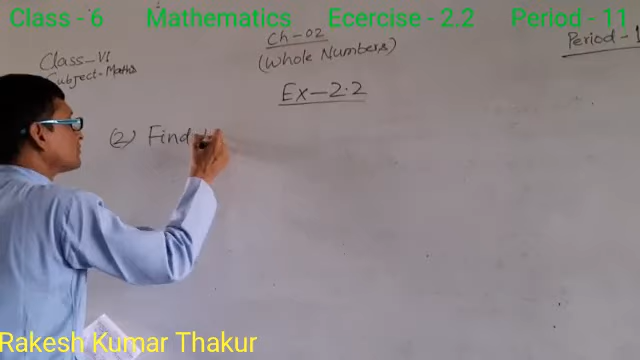 Class - 6 Mathematics Ecercise - 2.2 Period - 11
Ch - 02
(Whole Numbers)
Period - 1
Class - VI
Subject - Maths
Ex - 2.2
(2) Find
Rakesh Kumar Thakur